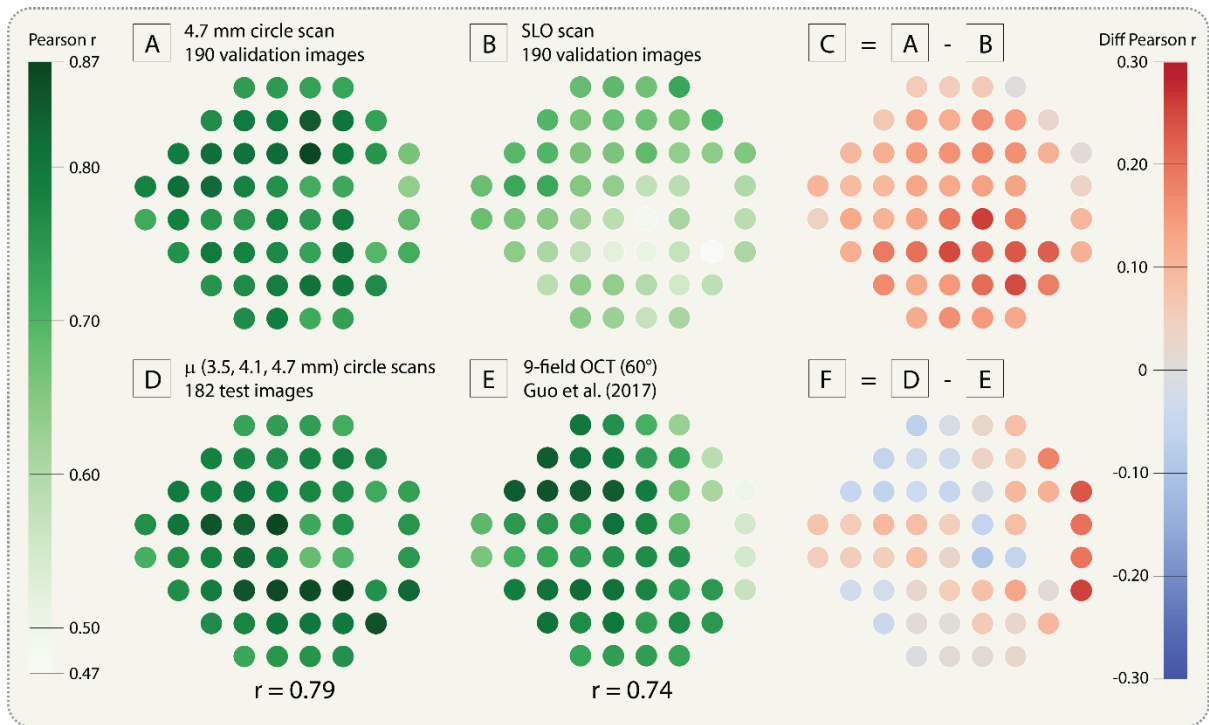 Pearson r
0.87
0.80
0.70
0.60
0.50
0.47
A 4.7 mm circle scan
190 validation images
B SLO scan
190 validation images
C = A - B
Diff Pearson r
0.30
0.20
0.10
0
-0.10
-0.20
-0.30
D μ (3.5, 4.1, 4.7 mm) circle scans
182 test images
E 9-field OCT (60°)
Guo et al. (2017)
F = D - E
r = 0.79
r = 0.74